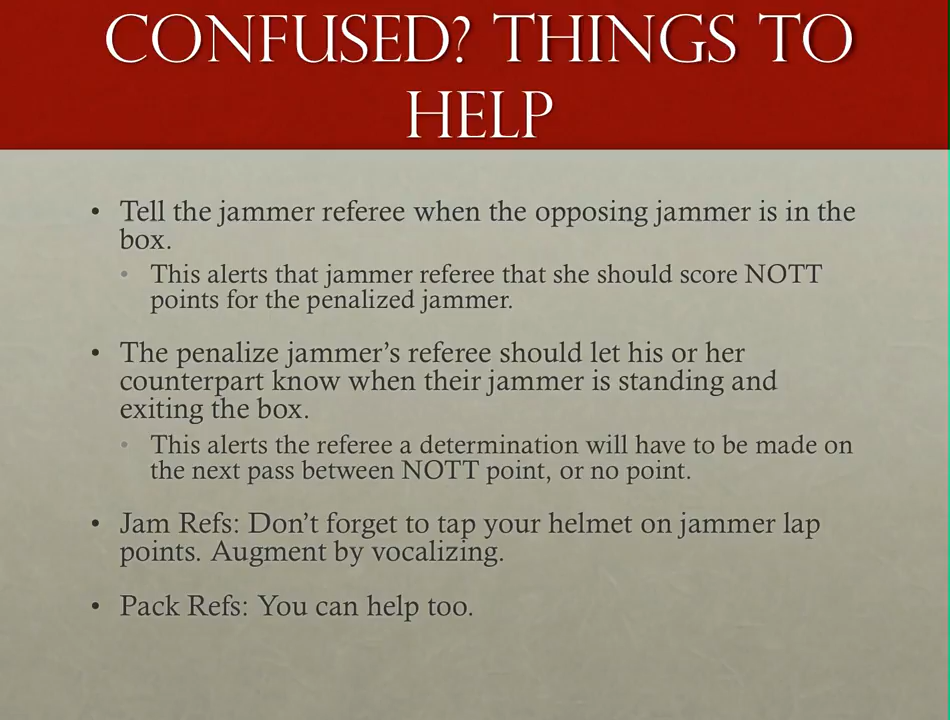 CONFUSED? THINGS TO
HELP
• Tell the jammer referee when the opposing jammer is in the
box.
• This alerts that jammer referee that she should score NOTT
points for the penalized jammer.
• The penalize jammer's referee should let his or her
counterpart know when their jammer is standing and
exiting the box.
• This alerts the referee a determination will have to be made on
the next pass between NOTT point, or no point.
• Jam Refs: Don't forget to tap your helmet on jammer lap
points. Augment by vocalizing.
• Pack Refs: You can help too.